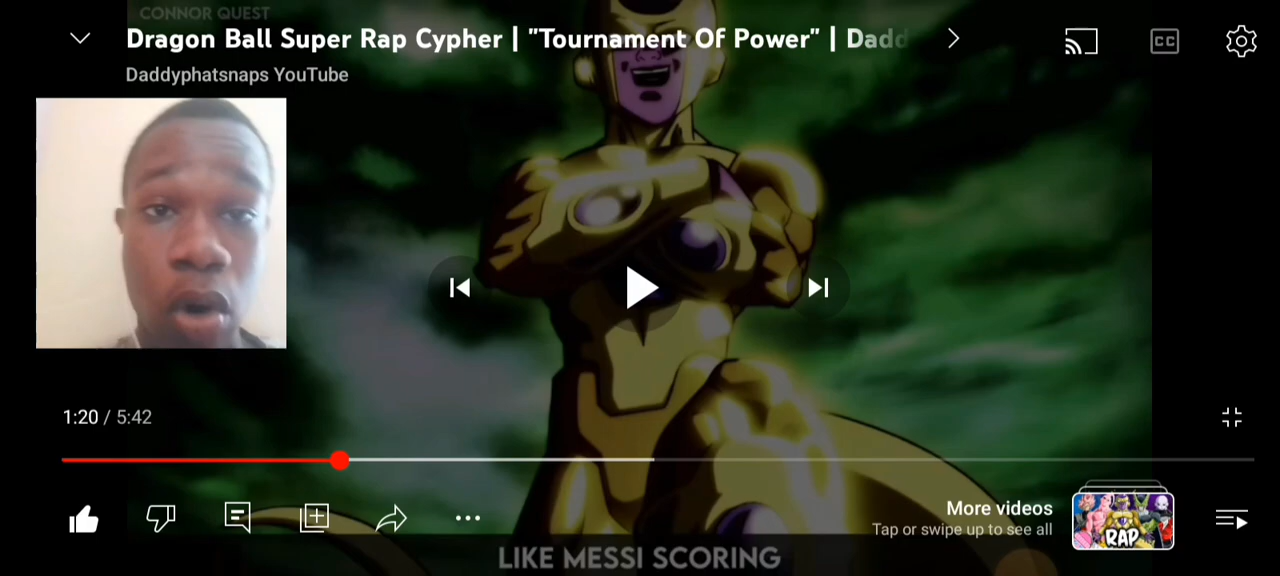 CONNOR QUEST
Dragon Ball Super Rap Cypher | "Tournament Of Power" | Dadd
CC
Daddyphatsnaps YouTube
1:20 / 5:42
More videos
Tap or swipe up to see all
RAP
LIKE MESSI SCORING